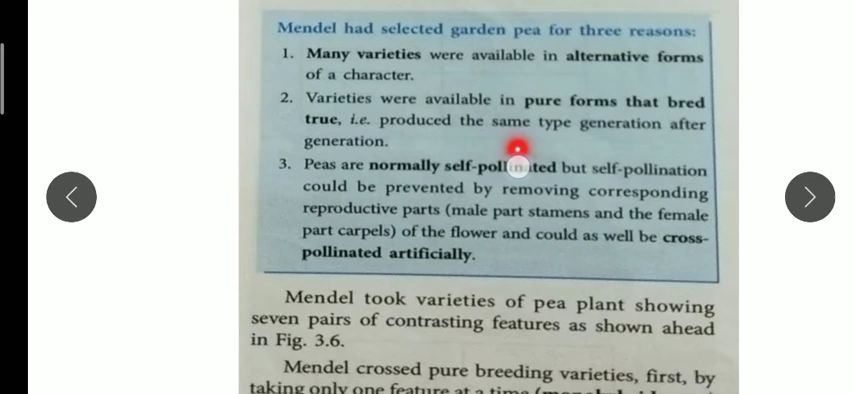 Mendel had selected garden pea for three reasons:
1. Many varieties were available in alternative forms
of a character.
2. Varieties were available in pure forms that bred
true, i.e. produced the same type generation after
generation.
3. Peas are normally self-pollinated but self-pollination
could be prevented by removing corresponding
reproductive parts (male part stamens and the female
part carpels) of the flower and could as well be cross-
pollinated artificially.
Mendel took varieties of pea plant showing
seven pairs of contrasting features as shown ahead
in Fig. 3.6.
Mendel crossed pure breeding varieties, first, by
taking only one feature at a time